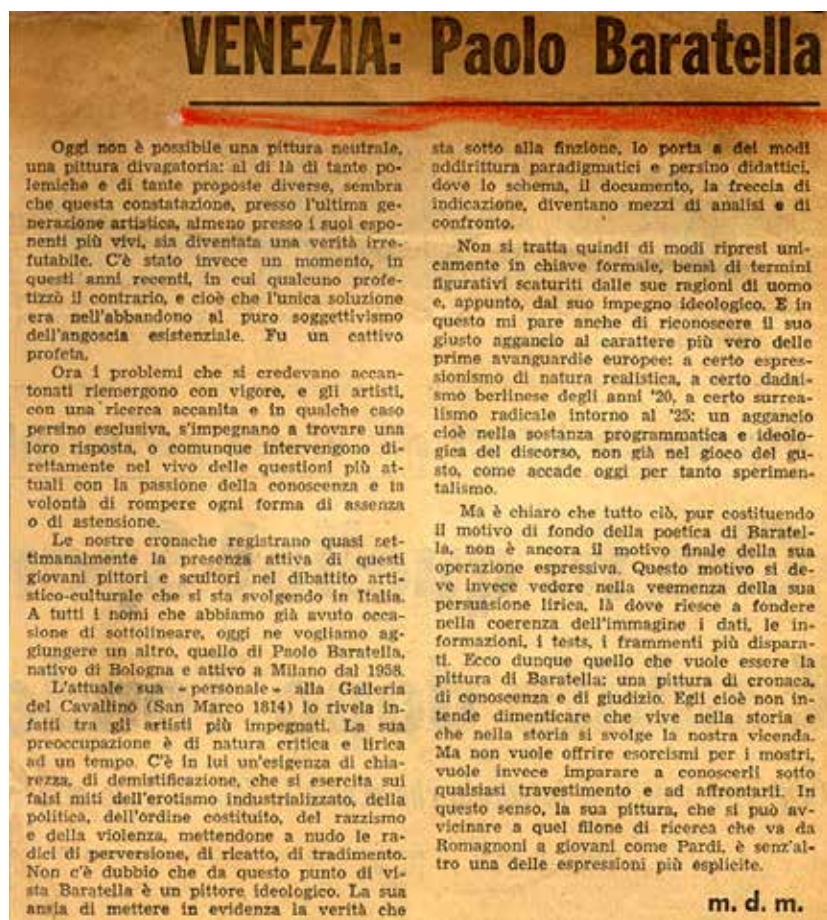 VENEZIA: Paolo Baratella
Oggi non è possibile una pittura neutrale,
una pittura divagatoria: al di là di tante po-
lemiche e di tante proposte diverse, sembra
che questa constatazione, presso l'ultima ge-
nerazione artistica, almeno presso i suoi espo-
nenti più vivi, sia diventata una verità irre-
futabile. C'è stato invece un momento, in
questi anni recenti, in cui qualcuno profe-
tizzò il contrario, e cioè che l'unica soluzione
era nell'abbandono al puro soggettivismo
dell'angoscia esistenziale. Fu un cattivo
profeta.
Ora i problemi che si credevano accan-
tonati riemergono con vigore, e gli artisti,
con una ricerca accanita e in qualche caso
persino esclusiva, s'impegnano a trovare una
loro risposta, o comunque intervengono di-
rettamente nel vivo delle questioni più at-
tuali con la passione della conoscenza e la
volontà di rompere ogni forma di assenza
o di astensione.
Le nostre cronache registrano quasi set-
timanalmente la presenza attiva di questi
giovani pittori e scultori nel dibattito arti-
stico-culturale che si sta svolgendo in Italia.
A tutti i nomi che abbiamo già avuto occa-
sione di sottolineare, oggi ne vogliamo ag-
giungere un altro, quello di Paolo Baratella,
nativo di Bologna e attivo a Milano dal 1958.
L'attuale sua « personale » alla Galleria
del Cavallino (San Marco 1814) lo rivela in-
fatti tra gli artisti più impegnati. La sua
preoccupazione è di natura critica e lirica
ad un tempo. C'è in lui un'esigenza di chia-
rezza, di demistificazione, che si esercita sui
falsi miti dell'erotismo industrializzato, della
politica, dell'ordine costituito, del razzismo
e della violenza, mettendone a nudo le ra-
dici di perversione, di ricatto, di tradimento.
Non c'è dubbio che da questo punto di vi-
sta Baratella è un pittore ideologico. La sua
ansia di mettere in evidenza la verità che
sta sotto alla finzione, lo porta a dei modi
addirittura paradigmatici e persino didattici,
dove lo schema, il documento, la freccia di
indicazione, diventano mezzi di analisi e di
confronto.
Non si tratta quindi di modi ripresi uni-
camente in chiave formale, bensì di termini
figurativi scaturiti dalle sue ragioni di uomo
e, appunto, dal suo impegno ideologico. E in
questo mi pare anche di riconoscere il suo
giusto aggancio al carattere più vero delle
prime avanguardie europee: a certo espres-
sionismo di natura realistica, a certo dadai-
smo berlinese degli anni '20, a certo surrea-
lismo radicale intorno al '25: un aggancio
cioè nella sostanza programmatica e ideolo-
gica del discorso, non già nel gioco del gu-
sto, come accade oggi per tanto sperimen-
talismo.
Ma è chiaro che tutto ciò, pur costituendo
il motivo di fondo della poetica di Baratel-
la, non è ancora il motivo finale della sua
operazione espressiva. Questo motivo si de-
ve invece vedere nella veemenza della sua
persuasione lirica, là dove riesce a fondere
nella coerenza dell'immagine i dati, le in-
formazioni, i tests, i frammenti più dispara-
ti. Ecco dunque quello che vuole essere la
pittura di Baratella: una pittura di cronaca,
di conoscenza e di giudizio. Egli cioè non in-
tende dimenticare che vive nella storia e
che nella storia si svolge la nostra vicenda.
Ma non vuole offrire esorcismi per i mostri,
vuole invece imparare a conoscerli sotto
qualsiasi travestimento e ad affrontarli. In
questo senso, la sua pittura, che si può av-
vicinare a quel filone di ricerca che va da
Romagnoni a giovani come Pardi, è senz'al-
tro una delle espressioni più esplicite.
m. d. m.